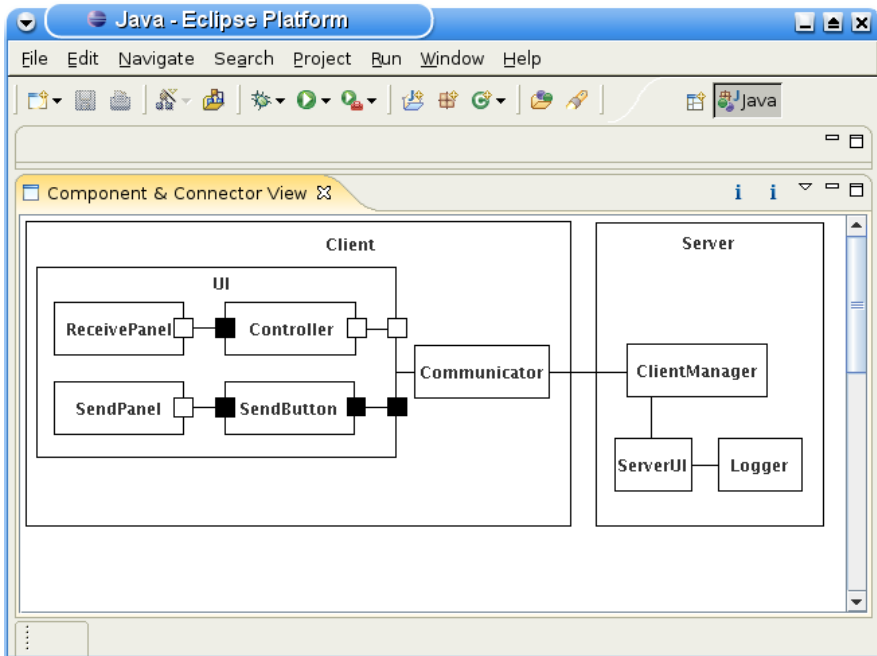 Java - Eclipse Platform
File Edit Navigate Search Project Run Window Help
Java
Component & Connector View
Client
Server
UI
ReceivePanel
Controller
Communicator
ClientManager
SendPanel
SendButton
ServerUI
Logger